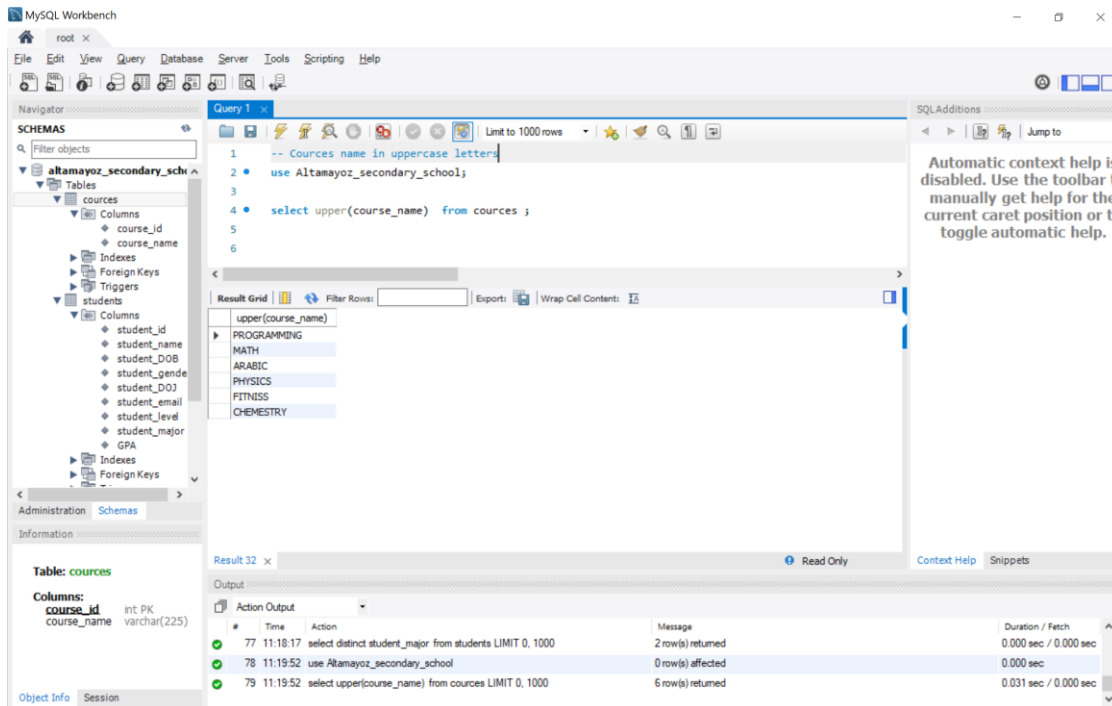 MySQL Workbench
root
File Edit View Query Database Server Tools Scripting Help
Navigator
SCHEMAS
Filter objects
altamayoz_secondary_sch
Tables
cources
Columns
course_id
course_name
Indexes
Foreign Keys
Triggers
students
Columns
student_id
student_name
student_DOB
student_gende
student_DOJ
student_email
student_level
student_major
GPA
Indexes
Foreign Keys
Administration Schemas
Information
Table: cources
Columns:
course_id int PK
course_name varchar(225)
Object Info Session
Query 1
Limit to 1000 rows
1 -- Cources name in uppercase letters
2 use Altamayoz_secondary_school;
3
4 select upper(course_name) from cources ;
5
6
Result Grid Filter Rows: Export: Wrap Cell Content:
upper(course_name)
PROGRAMMING
MATH
ARABIC
PHYSICS
FITNISS
CHEMESTRY
Result 32 Read Only
Output
Action Output
# Time Action Message Duration / Fetch
77 11:18:17 select distinct student_major from students LIMIT 0, 1000 2 row(s) returned 0.000 sec / 0.000 sec
78 11:19:52 use Altamayoz_secondary_school 0 row(s) affected 0.000 sec
79 11:19:52 select upper(course_name) from cources LIMIT 0, 1000 6 row(s) returned 0.031 sec / 0.000 sec
SQLAdditions
Jump to
Automatic context help is
disabled. Use the toolbar
manually get help for the
current caret position or t
toggle automatic help.
Context Help Snippets